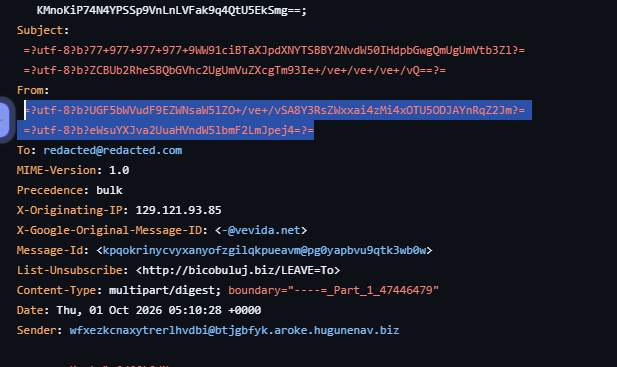 KMnoKiP74N4YPSSp9VnLnLVFak9q4QtU5EkSmg==;
Subject:
=?utf-8?b?77+977+977+977+9WW91ciBTaXJpdXNYTSBBY2NvdW50IHdpbGwgQmUgUmVtb3Zl?=
=?utf-8?b?ZCBUb2RheSBQbGVhc2UgUmVuZXcgTm93Ie+/ve+/ve+/ve+/vQ==?=
From:
=?utf-8?b?UGF5bWVudF9EZWNsaW5lZO+/ve+/vSA8Y3RsZWxxai4zMi4xOTU5ODJAYnRqZ2Jm?=
=?utf-8?b?eWsuYXJva2UuaHVndW5lbmF2LmJpej4=?=
To: redacted@redacted.com
MIME-Version: 1.0
Precedence: bulk
X-Originating-IP: 129.121.93.85
X-Google-Original-Message-ID: <-@vevida.net>
Message-Id: <kpqokrinycvyxanyofzgilqkpueavm@pg0yapbvu9qtk3wb0w>
List-Unsubscribe: <http://bicobuluj.biz/LEAVE=To>
Content-Type: multipart/digest; boundary="----=_Part_1_47446479"
Date: Thu, 01 Oct 2026 05:10:28 +0000
Sender: wfxezkcnaxytrerlhvdbi@btjgbfyk.aroke.hugunenav.biz